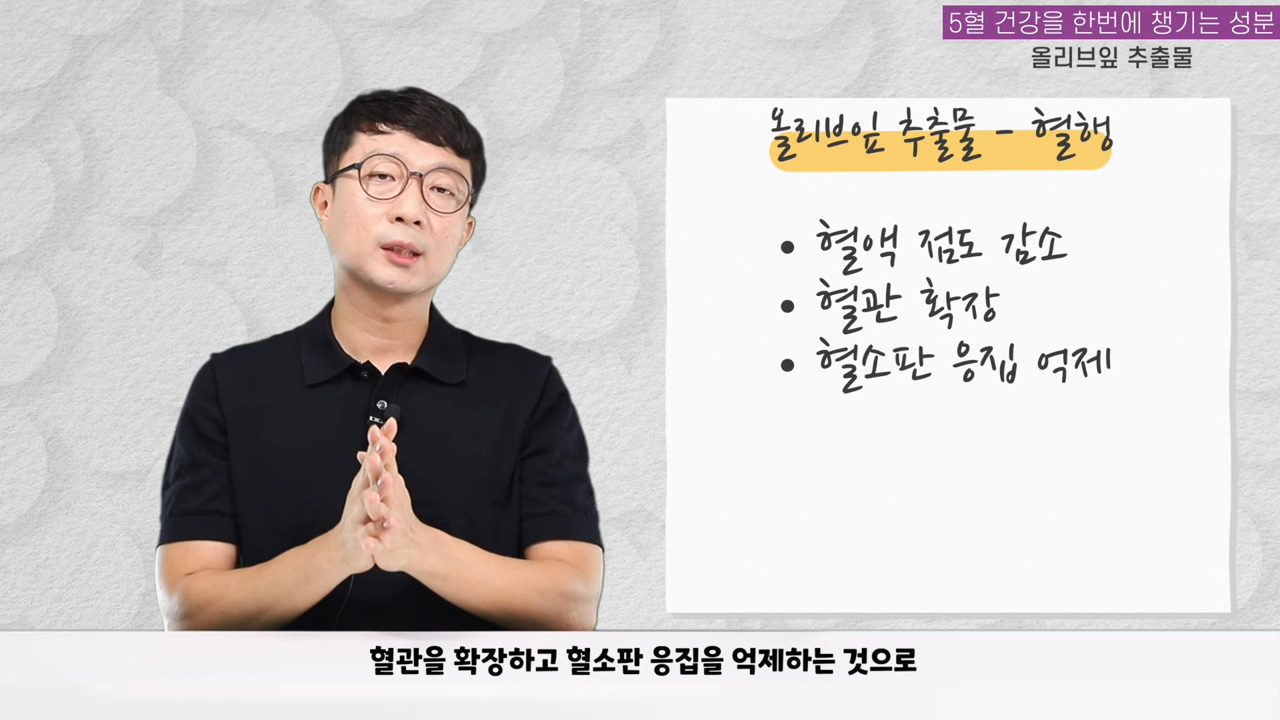 5혈 건강을 한번에 챙기는 성분
올리브잎 추출물
올리브잎 추출물 - 혈행
• 혈액 점도 감소
• 혈관 확장
• 혈소판 응집 억제
혈관을 확장하고 혈소판 응집을 억제하는 것으로